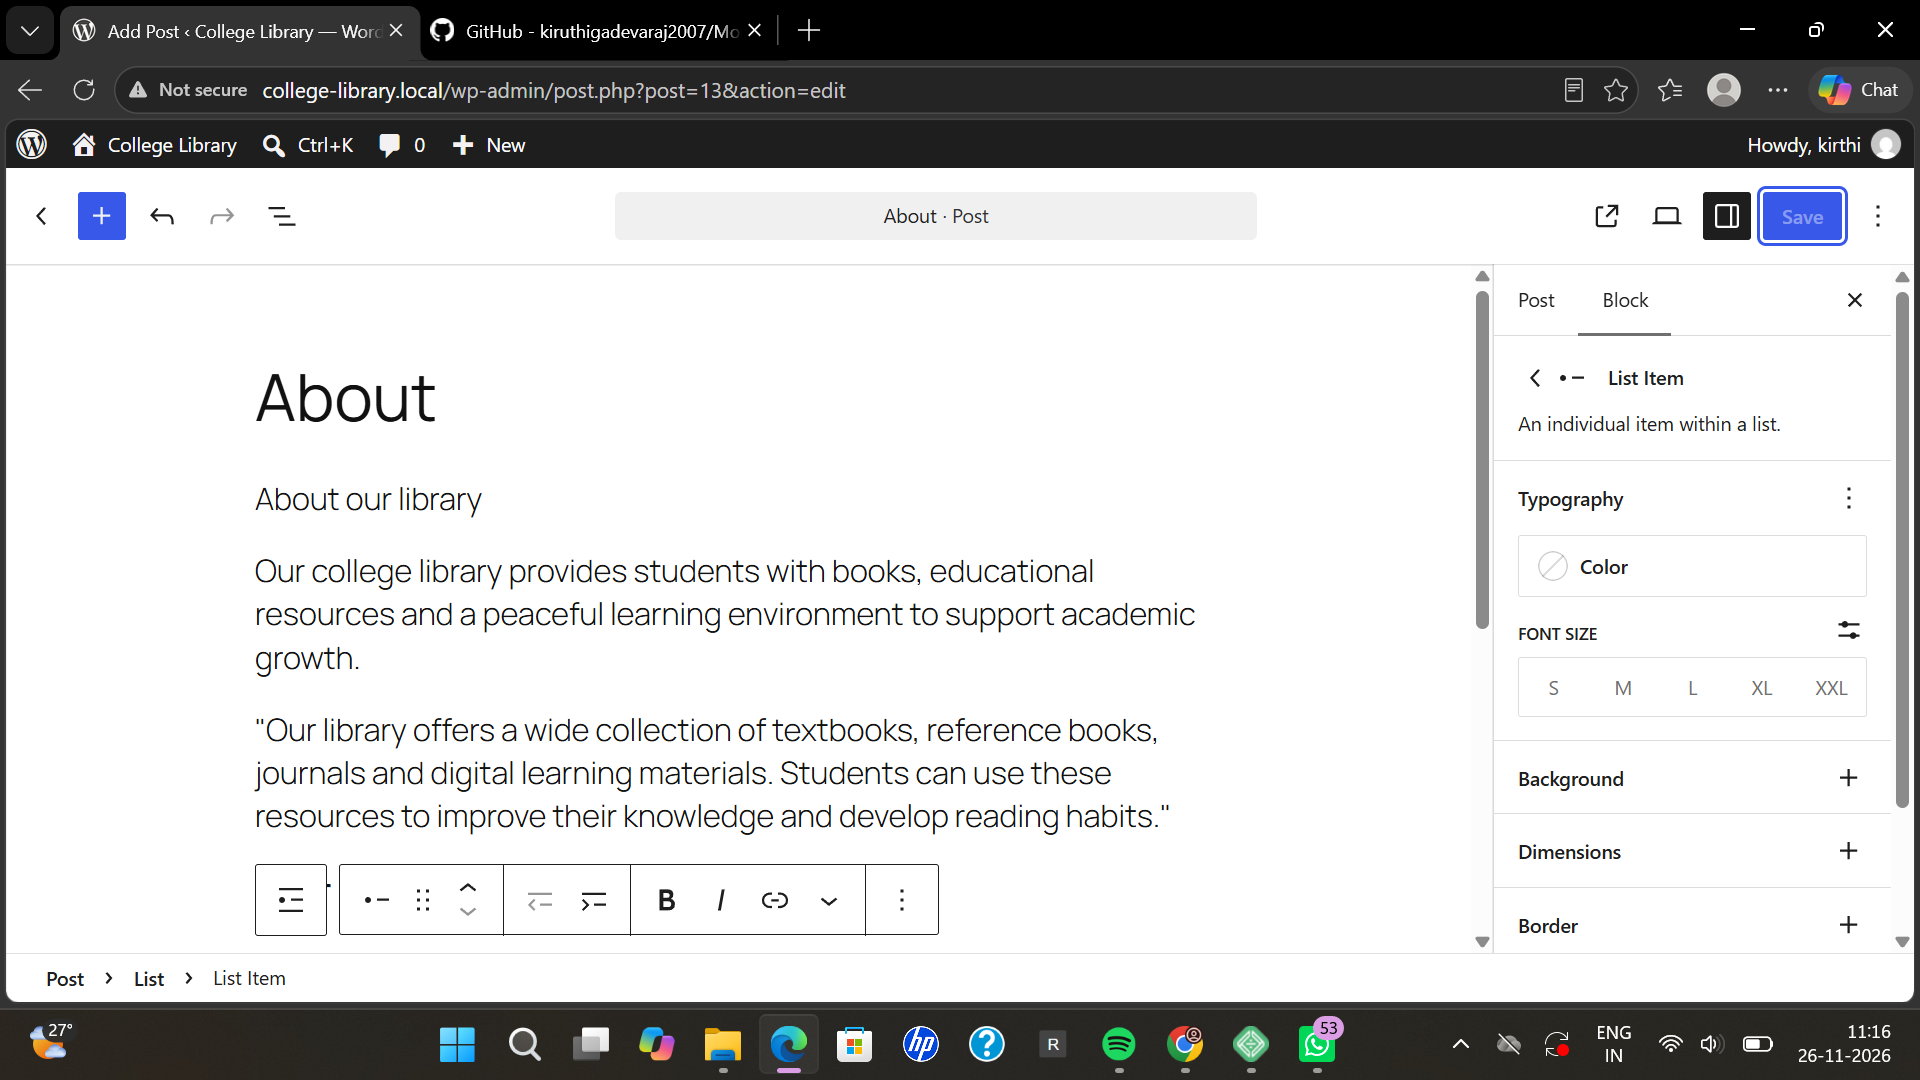 Add Post ‹ College Library — Word
GitHub - kiruthigadevaraj2007/Mo
Not secure college-library.local/wp-admin/post.php?post=13&action=edit
Chat
College Library
Ctrl+K
0
New
Howdy, kirthi
About · Post
Save
About
About our library
Our college library provides students with books, educational
resources and a peaceful learning environment to support academic
growth.
"Our library offers a wide collection of textbooks, reference books,
journals and digital learning materials. Students can use these
resources to improve their knowledge and develop reading habits."
B I
Post
Block
List Item
An individual item within a list.
Typography
Color
FONT SIZE
S M L XL XXL
Background
Dimensions
Border
Post
List
List Item
27°
hp
?
R
53
ENG
IN
11:16
26-11-2026